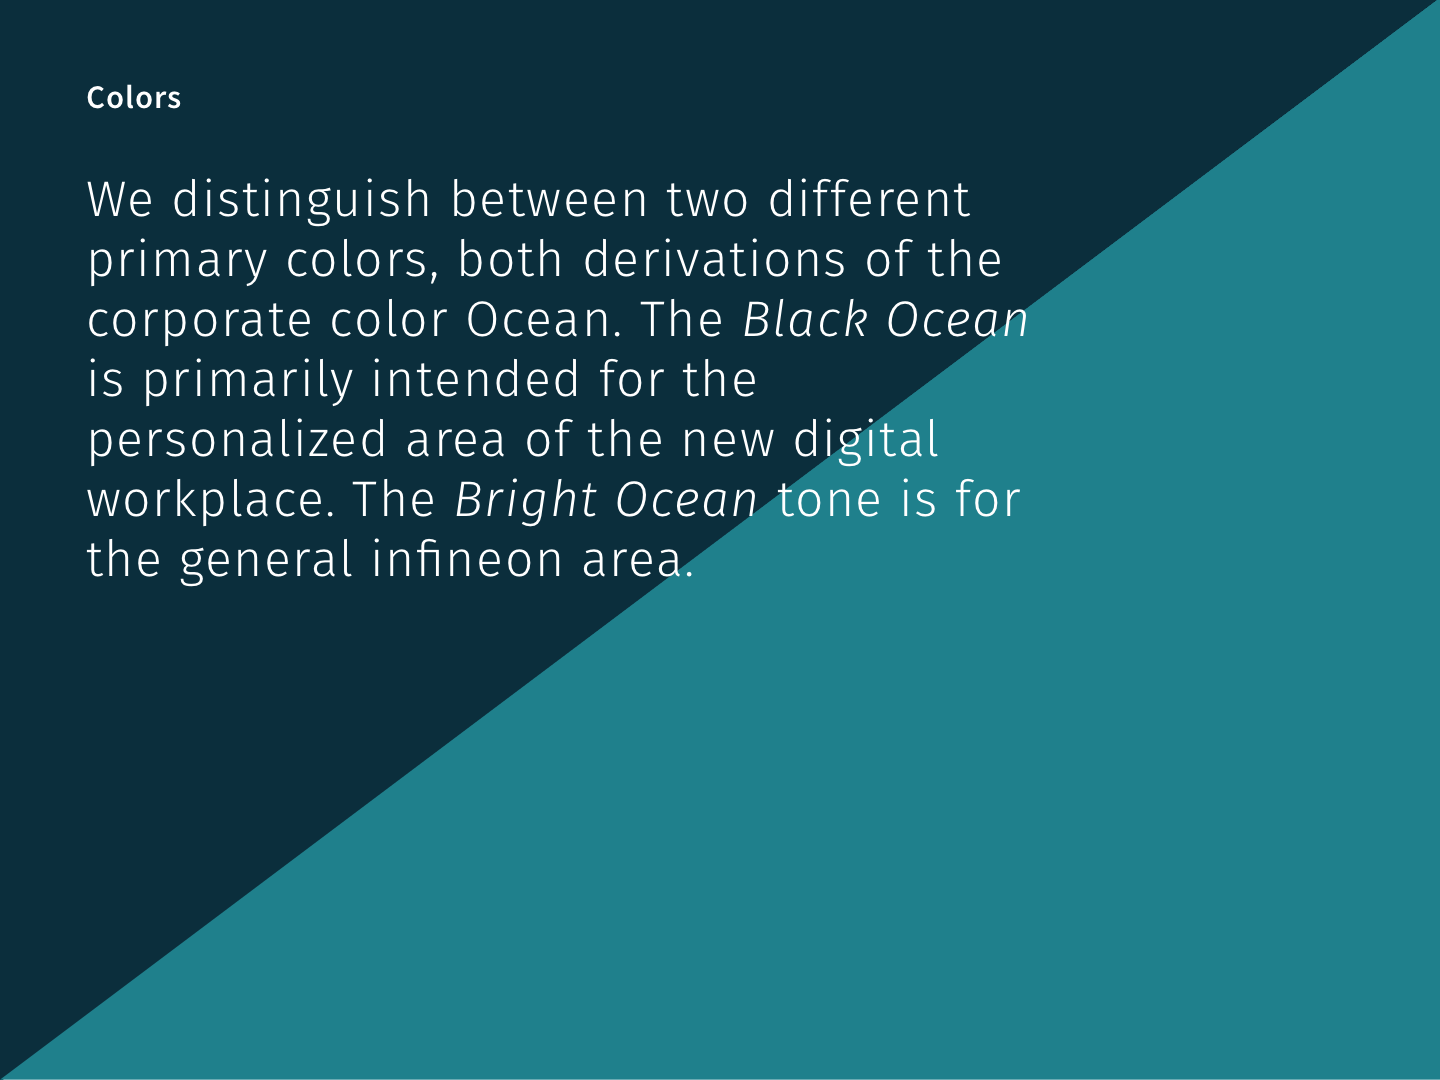 Colors
We distinguish between two different
primary colors, both derivations of the
corporate color Ocean. The Black Ocean
is primarily intended for the
personalized area of the new digital
workplace. The Bright Ocean tone is for
the general infineon area.